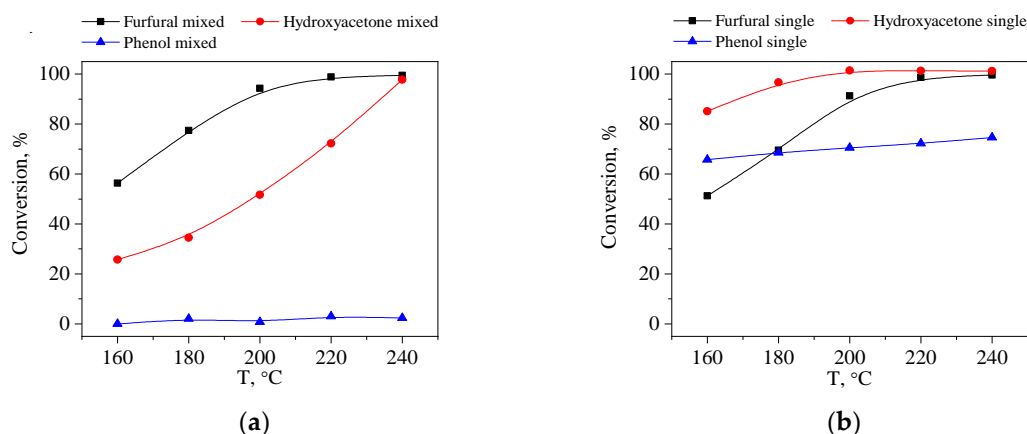 Furfural mixed
Hydroxyacetone mixed
Phenol mixed
100
80
60
40
20
0
Conversion, %
160
180
200
220
240
T, °C
(a)
Furfural single
Hydroxyacetone single
Phenol single
100
80
60
40
20
0
Conversion, %
160
180
200
220
240
T, °C
(b)